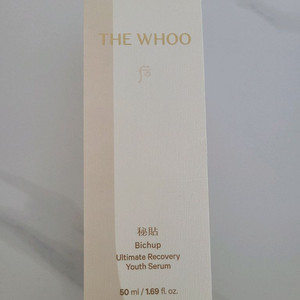 THE WHOO
秘貼
Bichup
Ultimate Recovery
Youth Serum
50 ml / 1.69 fl. oz.